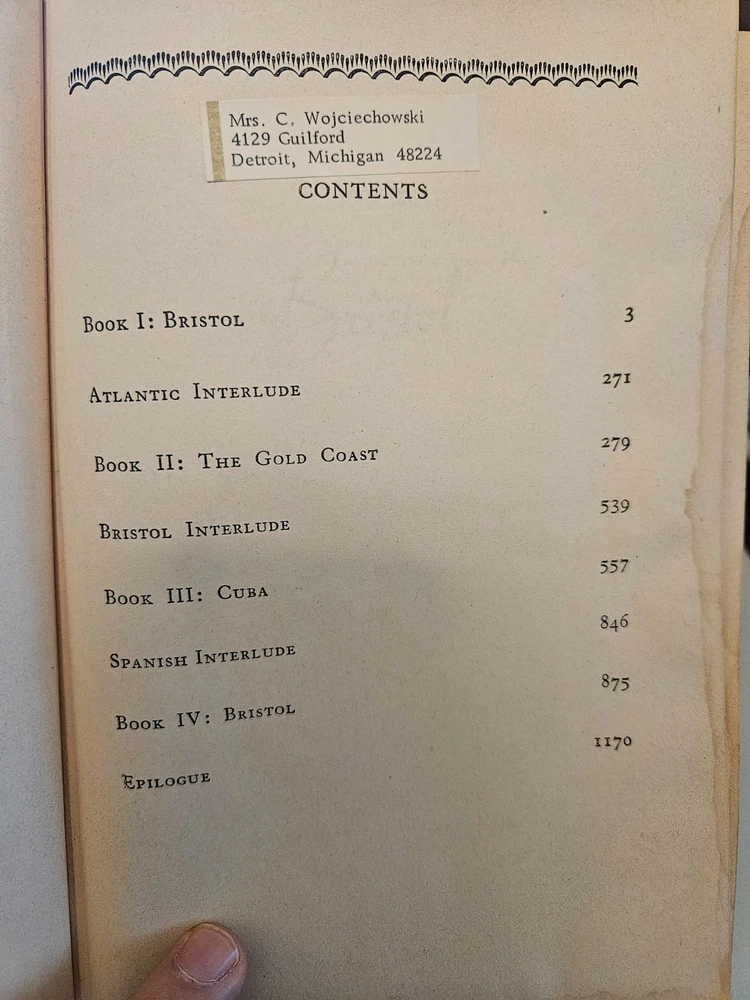 Mrs. C. Wojciechowski
4129 Guilford
Detroit, Michigan 48224
CONTENTS
Book I: Bristol 3
Atlantic Interlude 271
Book II: The Gold Coast 279
Bristol Interlude 539
Book III: Cuba 557
Spanish Interlude 846
Book IV: Bristol 875
Epilogue 1170